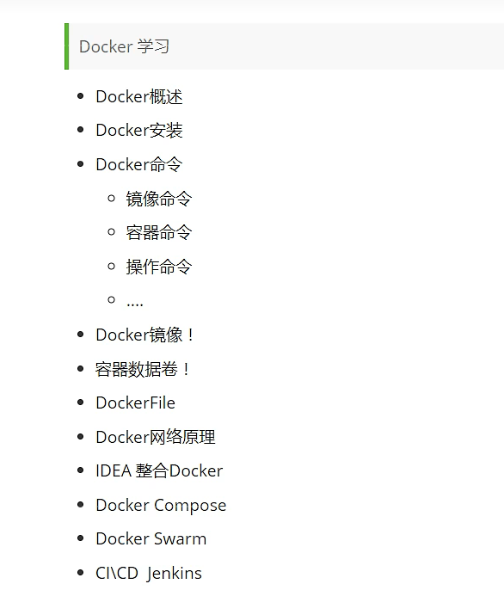 Docker 学习
Docker概述
Docker安装
Docker命令
镜像命令
容器命令
操作命令
....
Docker镜像！
容器数据卷！
DockerFile
Docker网络原理
IDEA 整合Docker
Docker Compose
Docker Swarm
CI\CD Jenkins